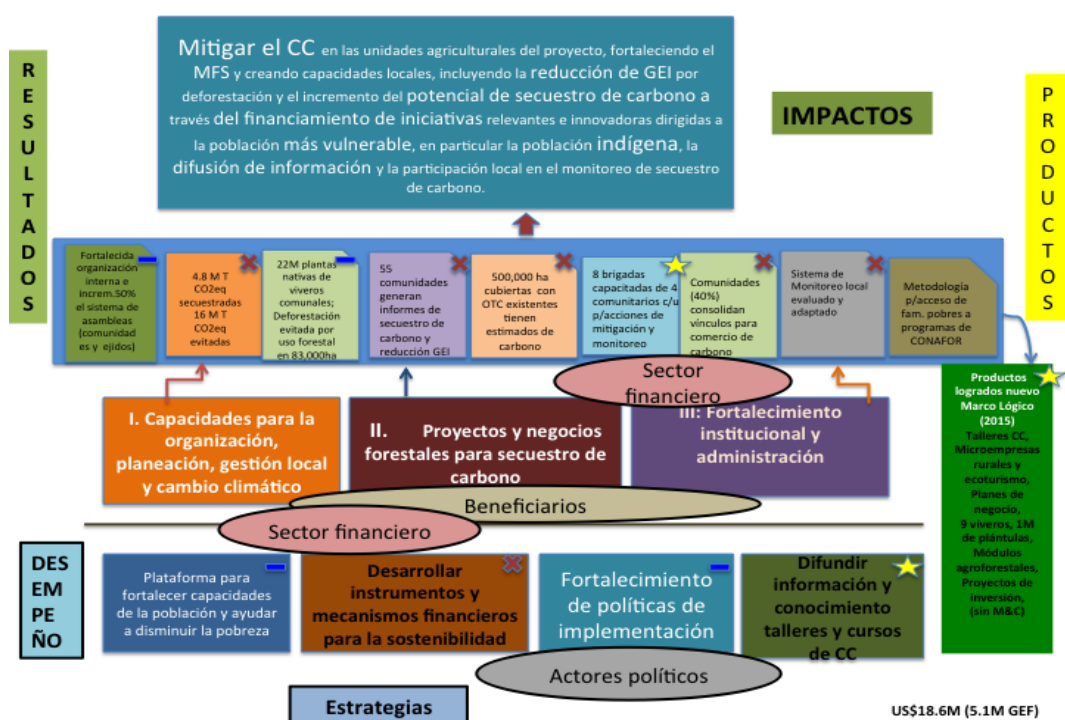 Mitigar el CC en las unidades agriculturales del proyecto, fortaleciendo el
MFS y creando capacidades locales, incluyendo la reducción de GEI por
deforestación y el incremento del potencial de secuestro de carbono a
través del financiamiento de iniciativas relevantes e innovadoras dirigidas a
la población más vulnerable, en particular la población indígena, la
difusión de información y la participación local en el monitoreo de secuestro
de carbono.
RESULTADOS
IMPACTOS
PRODUCTOS
Fortalecida
organización
interna e
increm.50%
el sistema de
asambleas
(comunidad
es y ejidos)
4.8 M T
CO2eq
secuestradas
16 M T
CO2eq
evitadas
22M plantas
nativas de
viveros
comunales;
Deforestación
evitada por
uso forestal
en 83,000ha
55
comunidades
generan
informes de
secuestro de
carbono y
reducción GEI
500,000 ha
cubiertas con
OTC existentes
tienen
estimados de
carbono
8 brigadas
capacitadas de 4
comunitarios c/u
p/acciones de
mitigación y
monitoreo
Comunidades
(40%)
consolidan
vínculos para
comercio de
carbono
Sistema de
Monitoreo local
evaluado y
adaptado
Metodología
p/acceso de
fam. pobres a
programas de
CONAFOR
Sector
financiero
I. Capacidades para la
organización,
planeación, gestión local
y cambio climático
II. Proyectos y negocios
forestales para secuestro de
carbono
III: Fortalecimiento
institucional y
administración
Productos
logrados nuevo
Marco Lógico
(2015)
Talleres CC,
Microempresas
rurales y
ecoturismo,
Planes de
negocio,
9 viveros, 1M
de plántulas,
Módulos
agroforestales,
Proyectos de
inversión,
(sin M&C)
Beneficiarios
Sector financiero
DES
EM
PE
ÑO
Plataforma para
fortalecer capacidades
de la población y ayudar
a disminuir la pobreza
Desarrollar
instrumentos y
mecanismos financieros
para la sostenibilidad
Fortalecimiento
de políticas de
implementación
Difundir
información y
conocimiento
talleres y cursos
de CC
Actores políticos
Estrategias
US$18.6M (5.1M GEF)